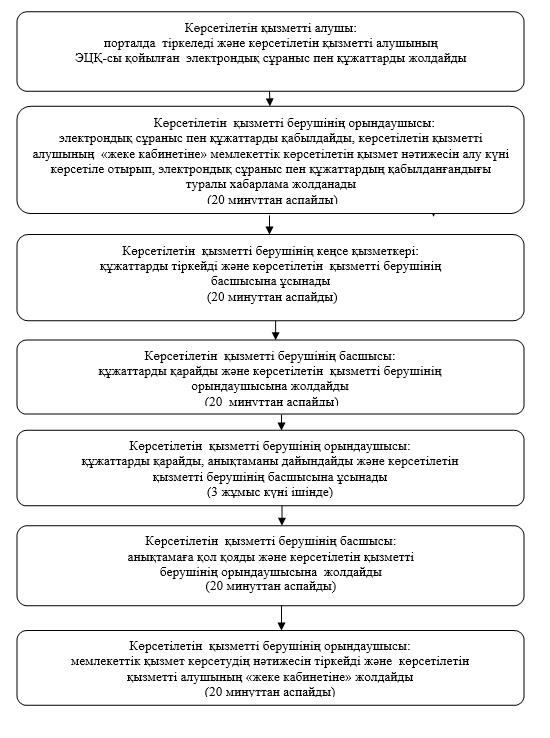 Көрсетілетін қызметті алушы:
порталда тіркеледі және көрсетілетін қызметті алушының
ЭЦҚ-сы қойылған электрондық сұраныс пен құжаттарды жолдайды
Көрсетілетін қызметті берушінің орындаушысы:
электрондық сұраныс пен құжаттарды қабылдайды, көрсетілетін қызметті
алушының «жеке кабинетіне» мемлекеттік көрсетілетін қызмет нәтижесін алу күні
көрсетіле отырып, электрондық сұраныс пен құжаттардың қабылданғандығы
туралы хабарлама жолданады
(20 минуттан аспайды)
Көрсетілетін қызметті берушінің кеңсе қызметкері:
құжаттарды тіркейді және көрсетілетін қызметті берушінің
басшысына ұсынады
(20 минуттан аспайды)
Көрсетілетін қызметті берушінің басшысы:
құжаттарды қарайды және көрсетілетін қызметті берушінің
орындаушысына жолдайды
(20 минуттан аспайды)
Көрсетілетін қызметті берушінің орындаушысы:
құжаттарды қарайды, анықтаманы дайындайды және көрсетілетін
қызметті берушінің басшысына ұсынады
(3 жұмыс күні ішінде)
Көрсетілетін қызметті берушінің басшысы:
анықтамаға қол қояды және көрсетілетін қызметті
берушінің орындаушысына жолдайды
(20 минуттан аспайды)
Көрсетілетін қызметті берушінің орындаушысы:
мемлекеттік қызмет көрсетудің нәтижесін тіркейді және көрсетілетін
қызметті алушының «жеке кабинетіне» жолдайды
(20 минуттан аспайды)